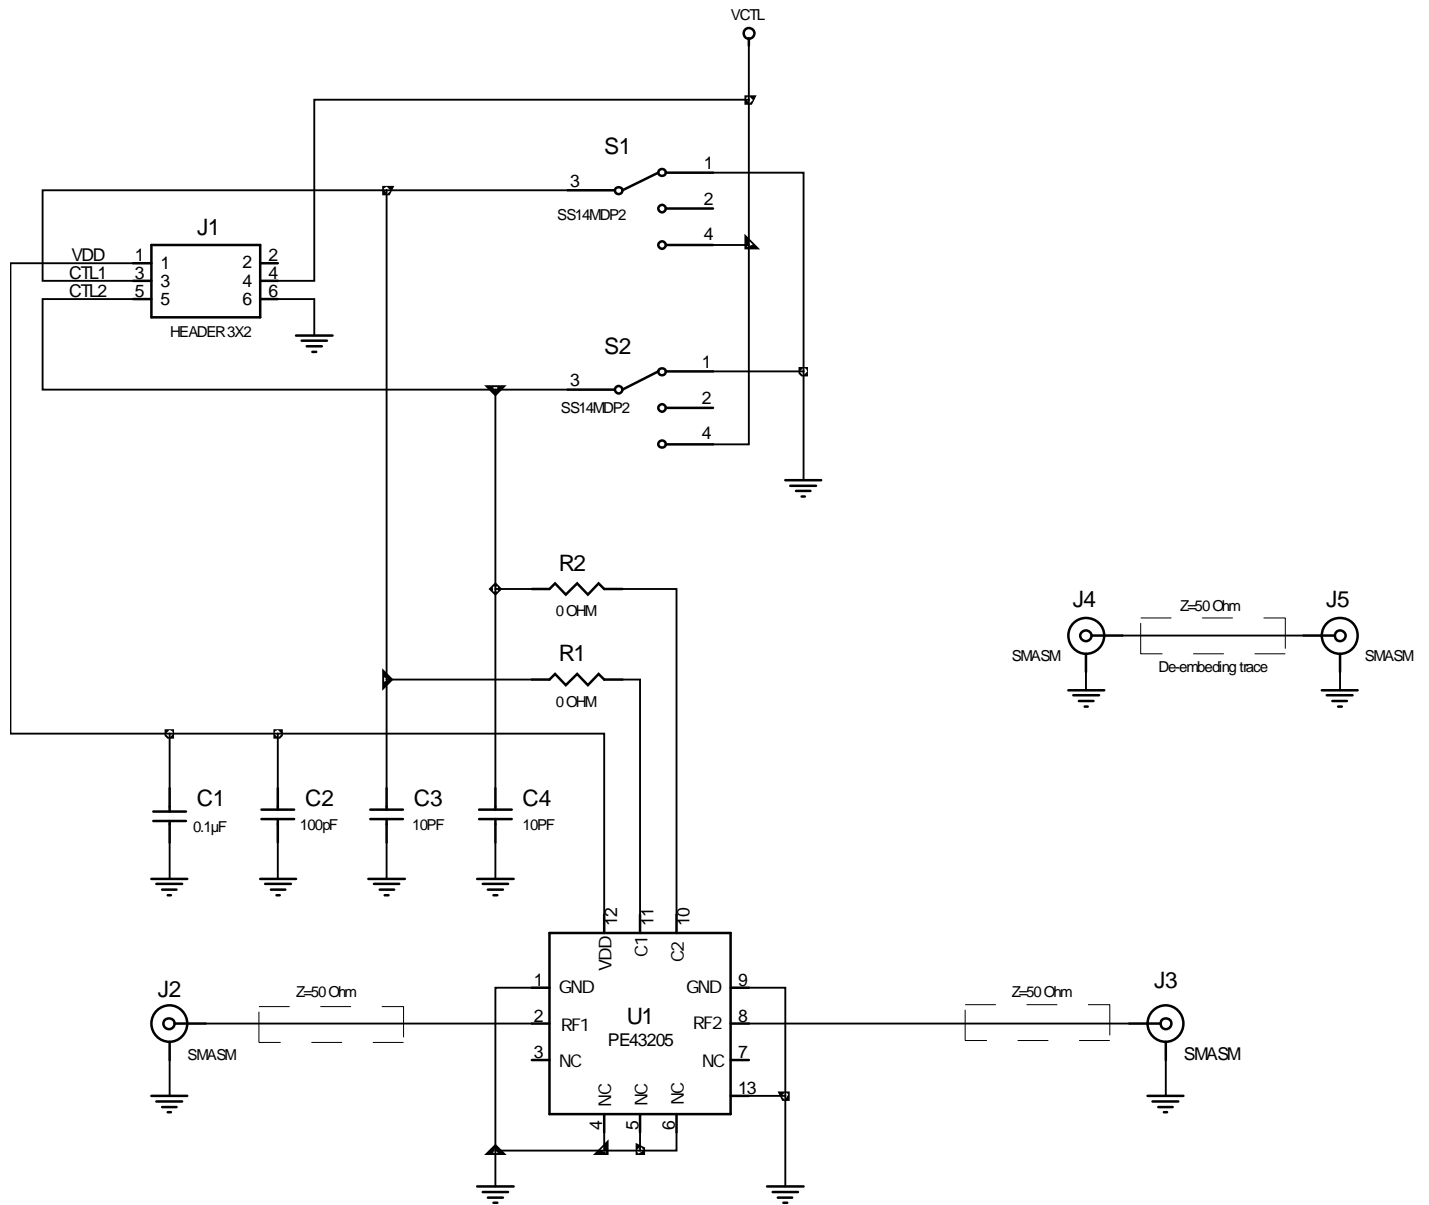 VCTL
S1
3
1
2
4
SS14MDP2
J1
VDD 1 1 2 2
CTL1 3 3 4 4
CTL2 5 5 6 6
HEADER 3X2
S2
3
1
2
4
SS14MDP2
R2
0 OHM
R1
0 OHM
J4
SMASM
Z=50 Ohm
De-embeding trace
J5
SMASM
C1
0.1µF
C2
100pF
C3
10PF
C4
10PF
12
11
10
VDD
C1
C2
J2
SMASM
Z=50 Ohm
1 GND
2 RF1
3 NC
U1
PE43205
GND 9
RF2 8
NC 7
13
NC
NC
NC
4
5
6
Z=50 Ohm
J3
SMASM